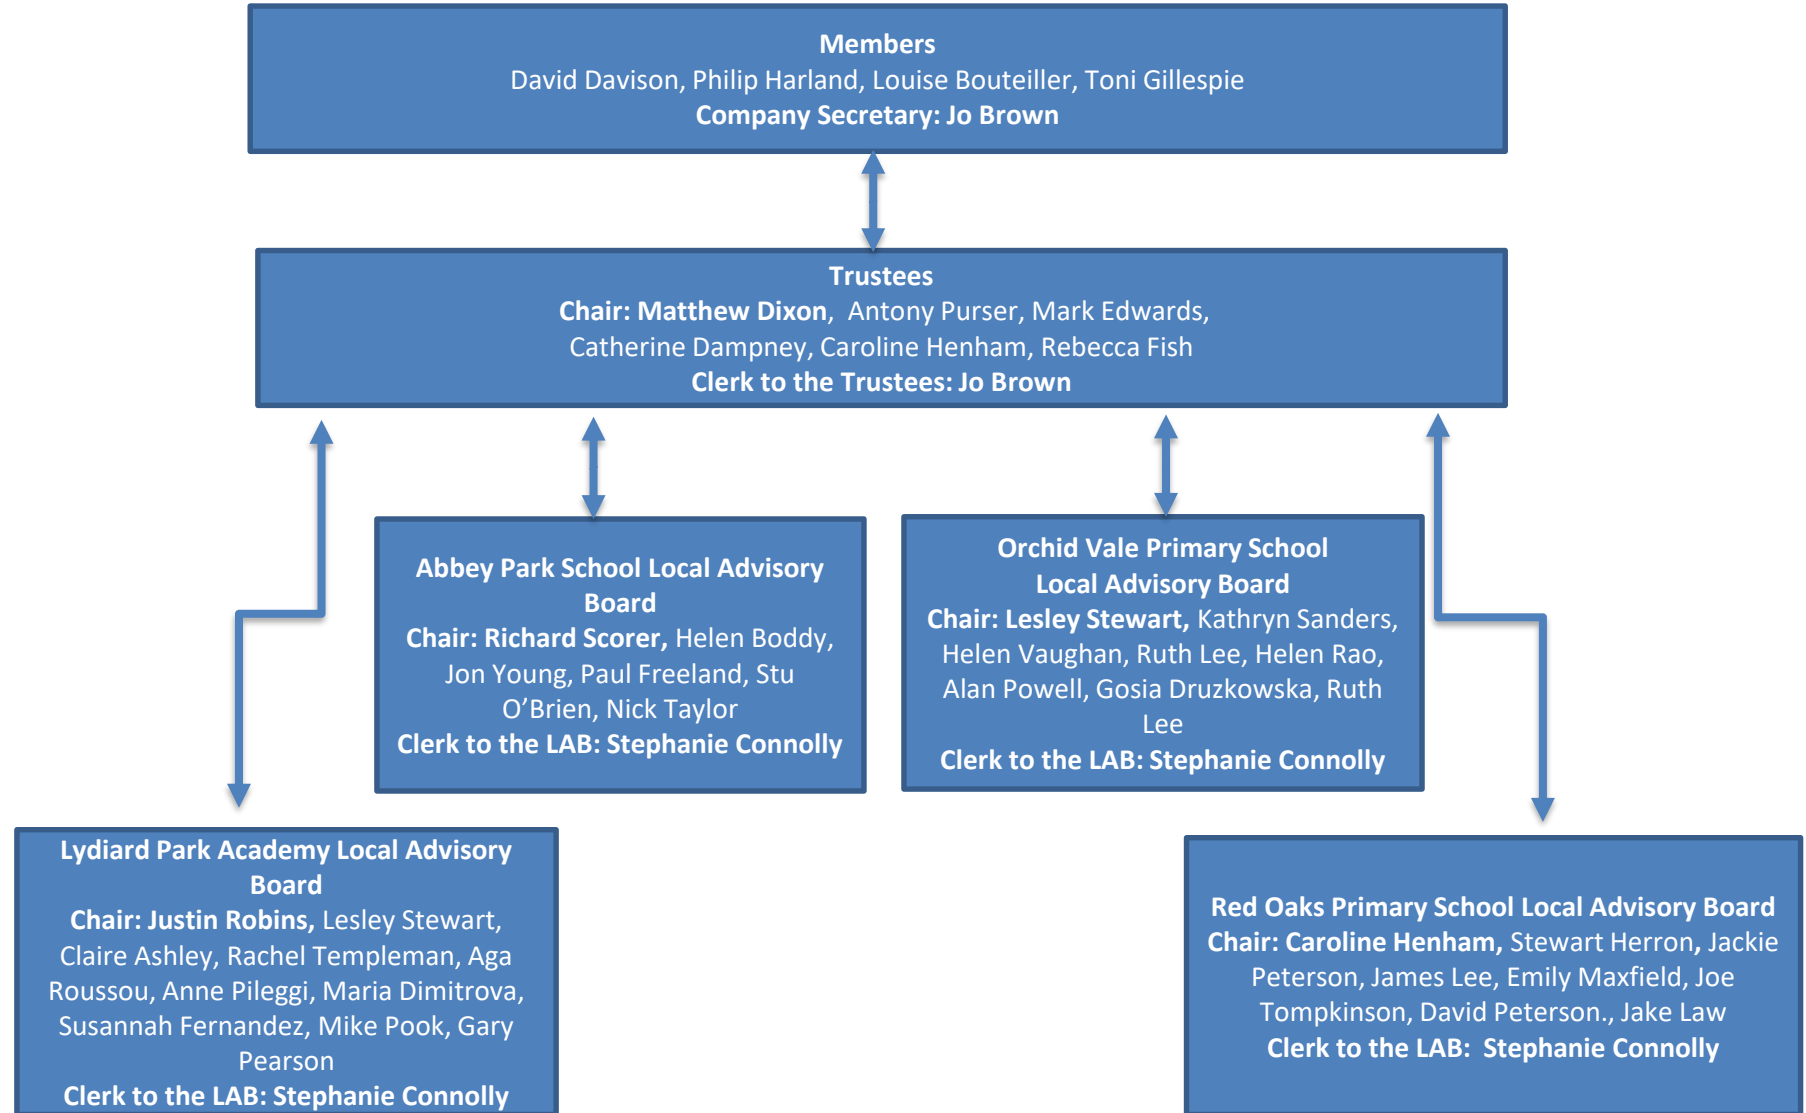 Members
David Davison, Philip Harland, Louise Bouteiller, Toni Gillespie
Company Secretary: Jo Brown
Trustees
Chair: Matthew Dixon,  Antony Purser, Mark Edwards,
Catherine Dampney, Caroline Henham, Rebecca Fish
Clerk to the Trustees: Jo Brown
Abbey Park School Local Advisory
Board
Chair: Richard Scorer, Helen Boddy,
Jon Young, Paul Freeland, Stu
O’Brien, Nick Taylor
Clerk to the LAB: Stephanie Connolly
Orchid Vale Primary School
Local Advisory Board
Chair: Lesley Stewart, Kathryn Sanders,
Helen Vaughan, Ruth Lee, Helen Rao,
Alan Powell, Gosia Druzkowska, Ruth
Lee
Clerk to the LAB: Stephanie Connolly
Lydiard Park Academy Local Advisory
Board
Chair: Justin Robins, Lesley Stewart,
Claire Ashley, Rachel Templeman, Aga
Roussou, Anne Pileggi, Maria Dimitrova,
Susannah Fernandez, Mike Pook, Gary
Pearson
Clerk to the LAB: Stephanie Connolly
Red Oaks Primary School Local Advisory Board
Chair: Caroline Henham, Stewart Herron, Jackie
Peterson, James Lee, Emily Maxfield, Joe
Tompkinson, David Peterson., Jake Law
Clerk to the LAB:  Stephanie Connolly